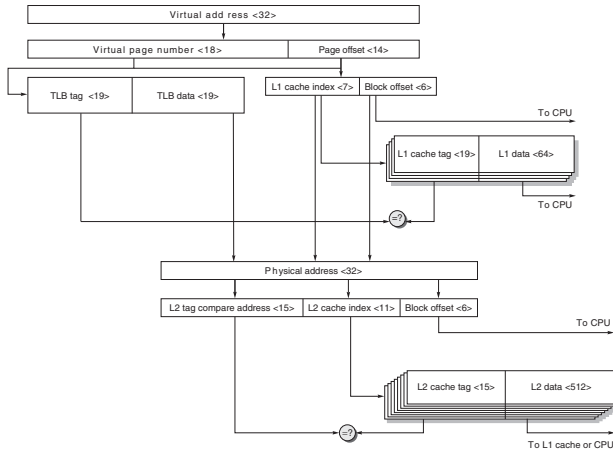 Virtual add ress <32>
Virtual page number <18> Page offset <14>
TLB tag <19> TLB data <19>
L1 cache index <7> Block offset <6>
To CPU
L1 cache tag <19> L1 data <64>
To CPU
=?
Physical address <32>
L2 tag compare address <15> L2 cache index <11> Block offset <6>
To CPU
L2 cache tag <15> L2 data <512>
=?
To L1 cache or CPU